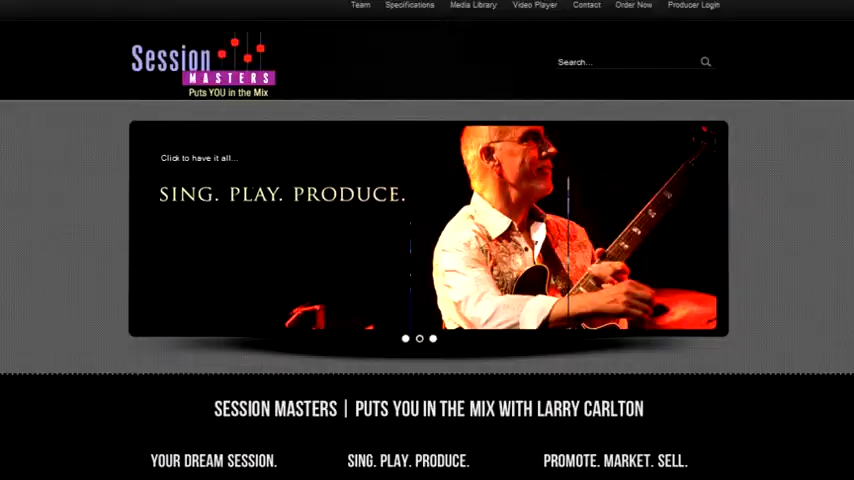 Team Specifications Media Library Video Player Contact Order Now Producer Login
Session
MASTERS
Puts YOU in the Mix
Search...
Click to have it all...
SING. PLAY. PRODUCE.
SESSION MASTERS | PUTS YOU IN THE MIX WITH LARRY CARLTON
YOUR DREAM SESSION. SING. PLAY. PRODUCE. PROMOTE. MARKET. SELL.